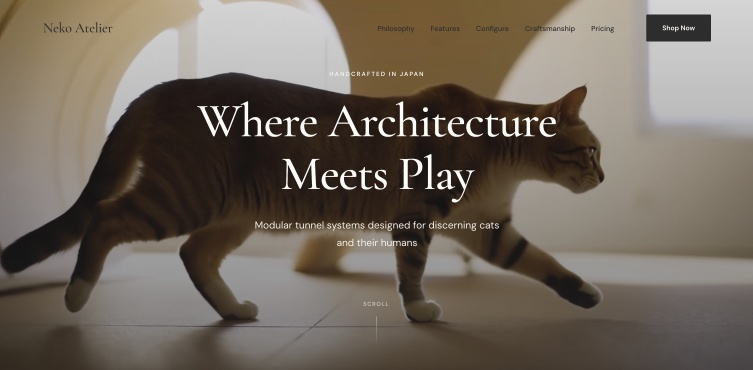 Neko Atelier
Philosophy Features Configure Craftsmanship Pricing Shop Now
HANDCRAFTED IN JAPAN
Where Architecture
Meets Play
Modular tunnel systems designed for discerning cats
and their humans
SCROLL